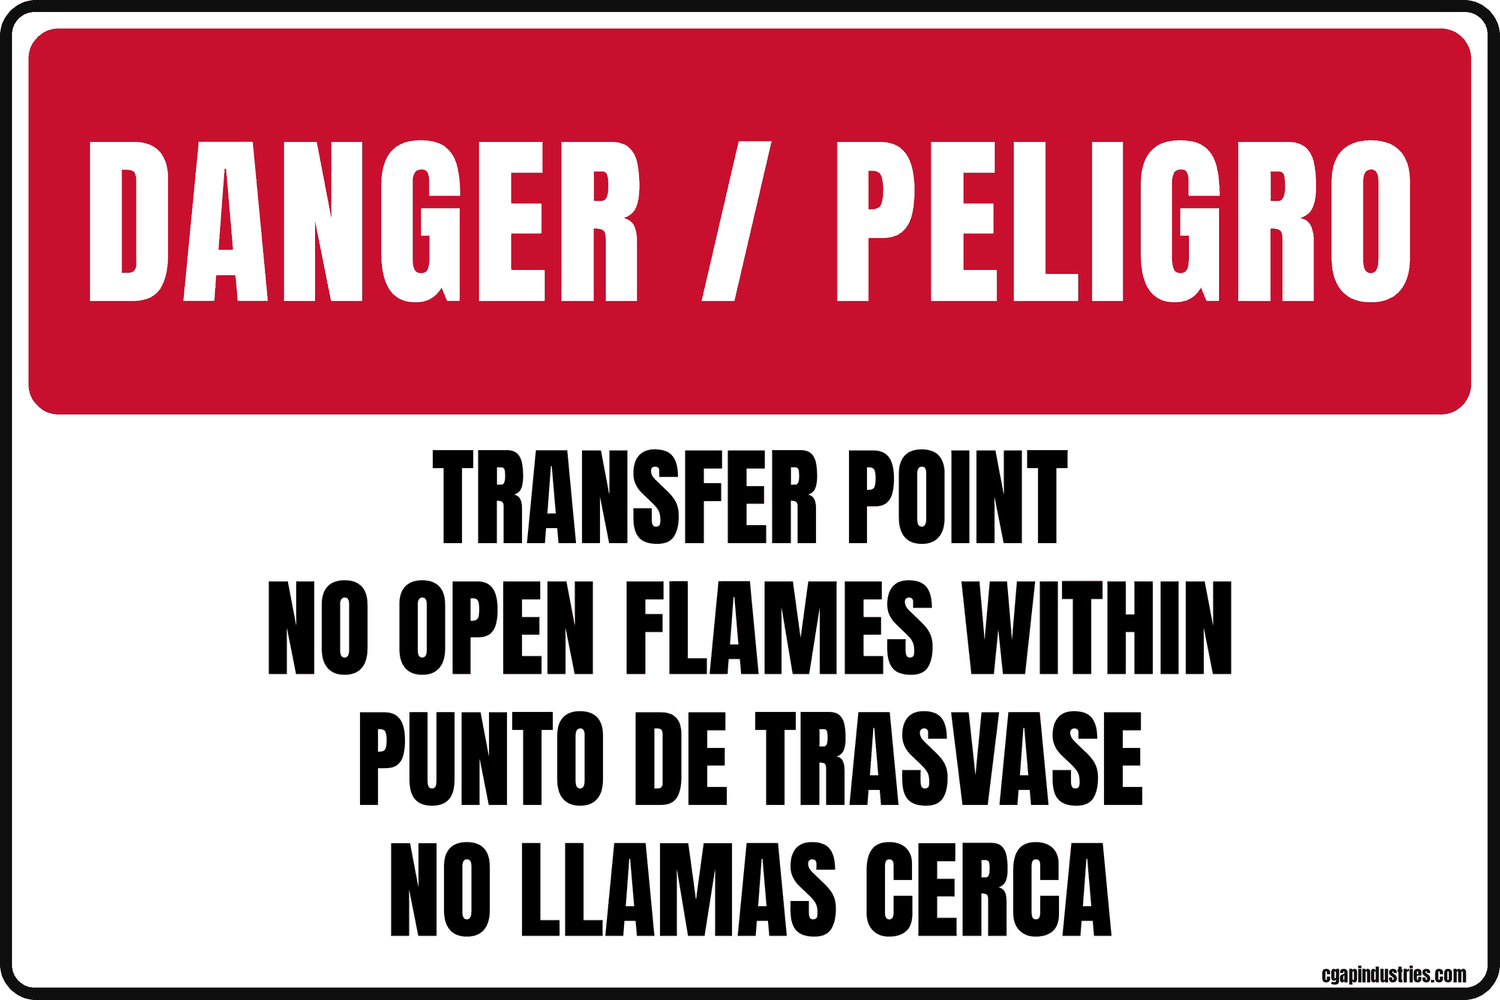 DANGER / PELIGRO
TRANSFER POINT
NO OPEN FLAMES WITHIN
PUNTO DE TRASVASE
NO LLAMAS CERCA
cgapindustries.com